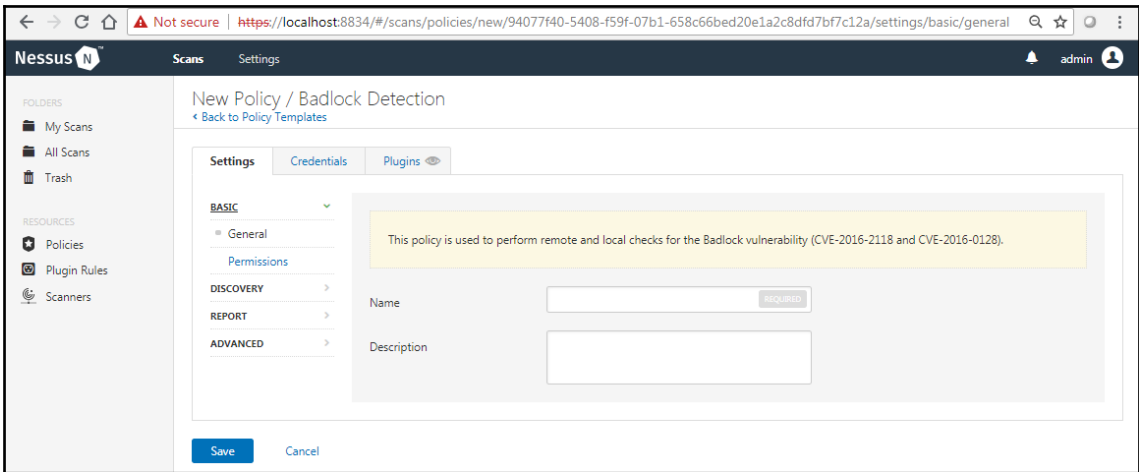 Not secure | https://localhost:8834/#/scans/policies/new/94077f40-5408-f59f-07b1-658c66bed20e1a2c8dfd7bf7c12a/settings/basic/general
Nessus N ™ Scans Settings admin
FOLDERS
My Scans
All Scans
Trash
RESOURCES
Policies
Plugin Rules
Scanners
New Policy / Badlock Detection
Back to Policy Templates
Settings Credentials Plugins
BASIC
General
Permissions
DISCOVERY
REPORT
ADVANCED
This policy is used to perform remote and local checks for the Badlock vulnerability (CVE-2016-2118 and CVE-2016-0128).
Name REQUIRED
Description
Save Cancel